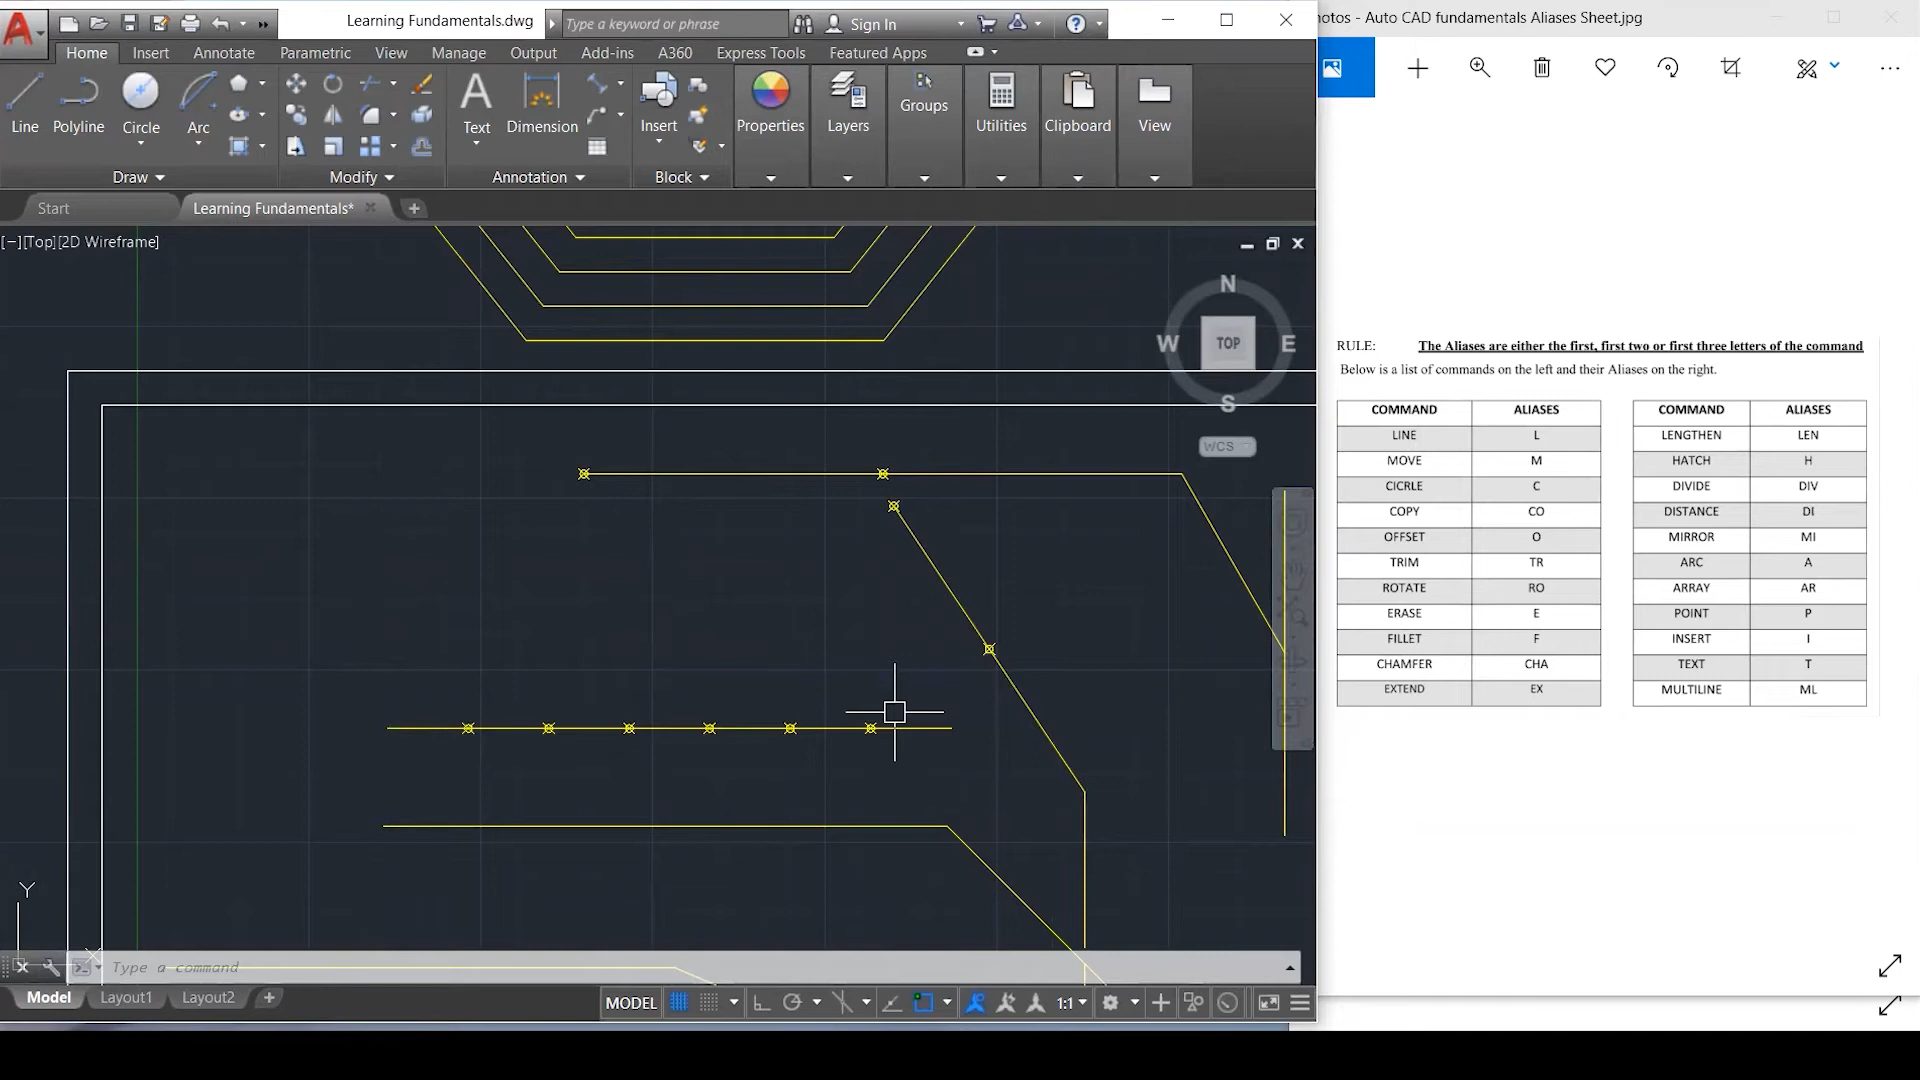 Learning Fundamentals.dwg
Type a keyword or phrase
Sign In
hotos - Auto CAD fundamentals Aliases Sheet.jpg
Home Insert Annotate Parametric View Manage Output Add-ins A360 Express Tools Featured Apps
Line Polyline Circle Arc
Text Dimension
Insert
Properties
Layers
Groups
Utilities
Clipboard
View
Draw Modify Annotation Block
Start Learning Fundamentals*
[−][Top][2D Wireframe]
N
W TOP E
S
WCS
RULE: The Aliases are either the first, first two or first three letters of the command
Below is a list of commands on the left and their Aliases on the right.
COMMAND ALIASES
LINE L
MOVE M
CICRLE C
COPY CO
OFFSET O
TRIM TR
ROTATE RO
ERASE E
FILLET F
CHAMFER CHA
EXTEND EX
COMMAND ALIASES
LENGTHEN LEN
HATCH H
DIVIDE DIV
DISTANCE DI
MIRROR MI
ARC A
ARRAY AR
POINT P
INSERT I
TEXT T
MULTILINE ML
Y
X
Type a command
Model Layout1 Layout2
MODEL 1:1